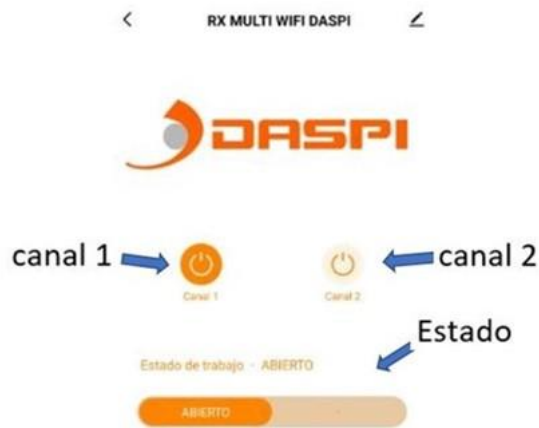 RX MULTI WIFI DASPI
DASPI
canal 1
canal 2
Canal 1
Canal 2
Estado
Estado de trabajo - ABIERTO
ABIERTO